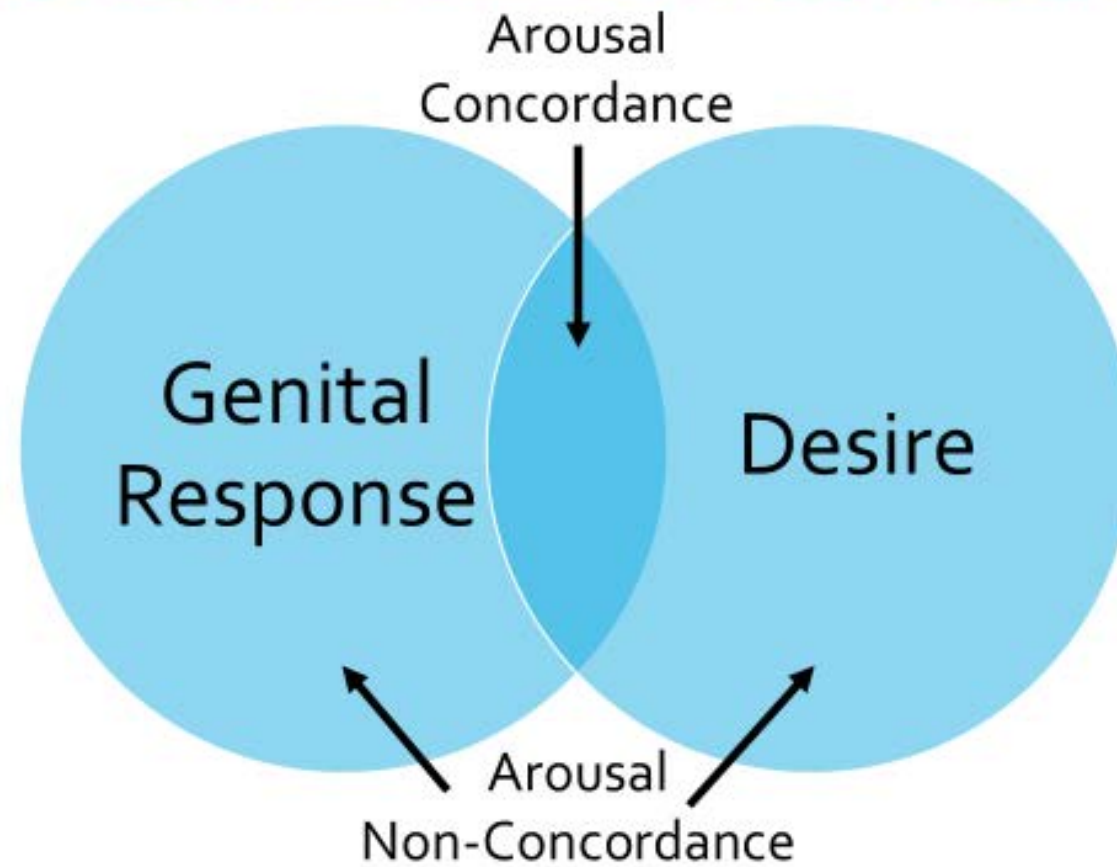 Arousal
Concordance
Genital
Response
Desire
Arousal
Non-Concordance